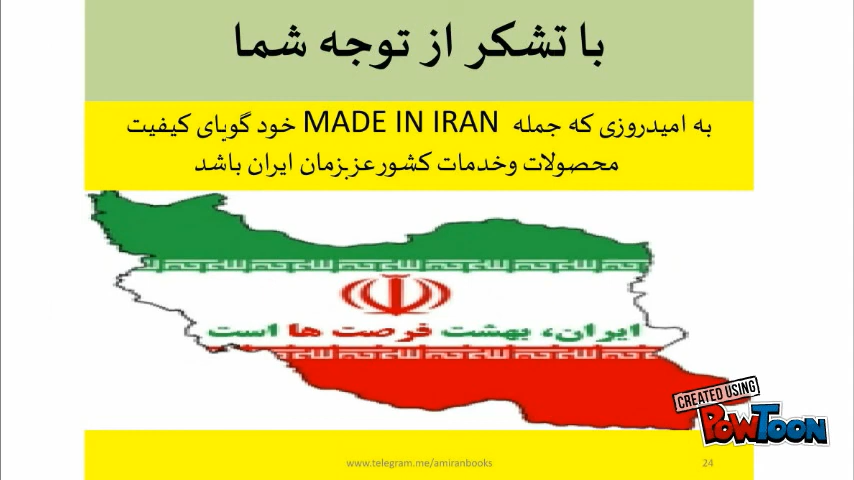 با تشکر از توجه شما
به امیدروزی که جمله MADE IN IRAN خود گویای کیفیت
محصولات وخدمات کشورعزیزمان ایران باشد
ایران، بهشت فرصت ها است
CREATED USING
POWTOON
www.telegram.me/amiranbooks
24